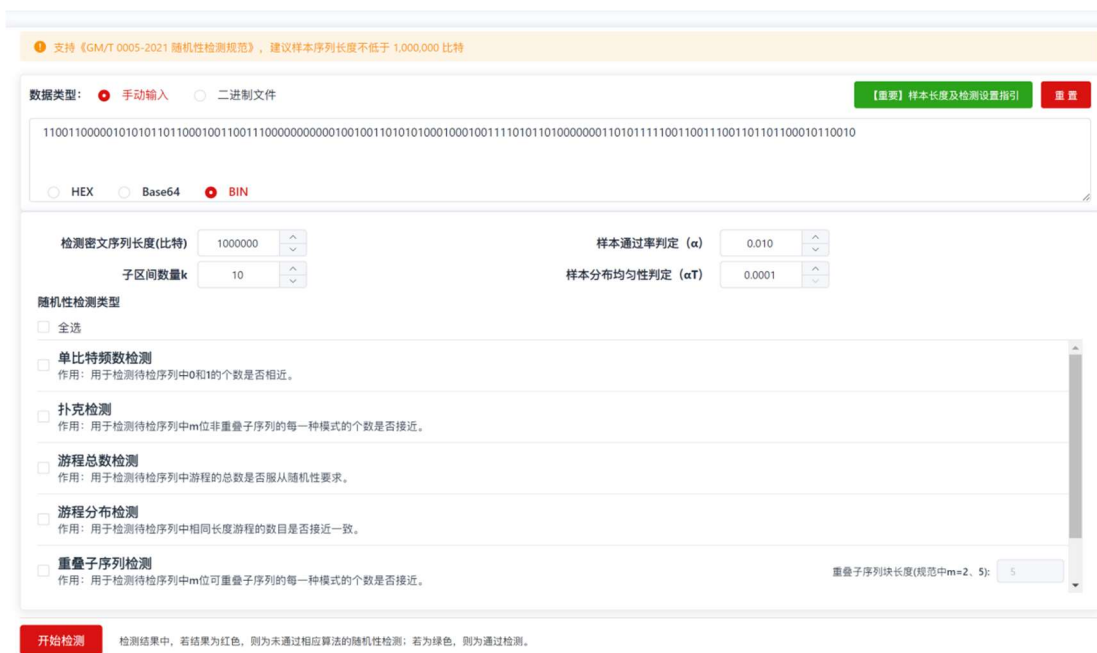 支持《GM/T 0005-2021 随机性检测规范》，建议样本序列长度不低于 1,000,000 比特
数据类型： 手动输入 二进制文件 【重要】样本长度及检测设置指引 重 置
11001100000101010101101100010011001110000000000001001001101010101000100010011110101101000000011010101111100110011100110110110001010110010
HEX Base64 BIN
检测密文序列长度(比特) 1000000 样本通过率判定（α） 0.010
子区间数量k 10 样本分布均匀性判定（αT） 0.0001
随机性检测类型
全选
单比特频数检测
作用：用于检测待检序列中0和1的个数是否相近。
扑克检测
作用：用于检测待检序列中m位非重叠子序列的每一种模式的个数是否接近。
游程总数检测
作用：用于检测待检序列中游程的总数是否服从随机性要求。
游程分布检测
作用：用于检测待检序列中相同长度游程的数目是否接近一致。
重叠子序列检测
作用：用于检测待检序列中m位可重叠子序列的每一种模式的个数是否接近。 重叠子序列块长度(规范中m=2、5): 5
开始检测 检测结果中，若结果为红色，则为未通过相应算法的随机性检测；若为绿色，则为通过检测。